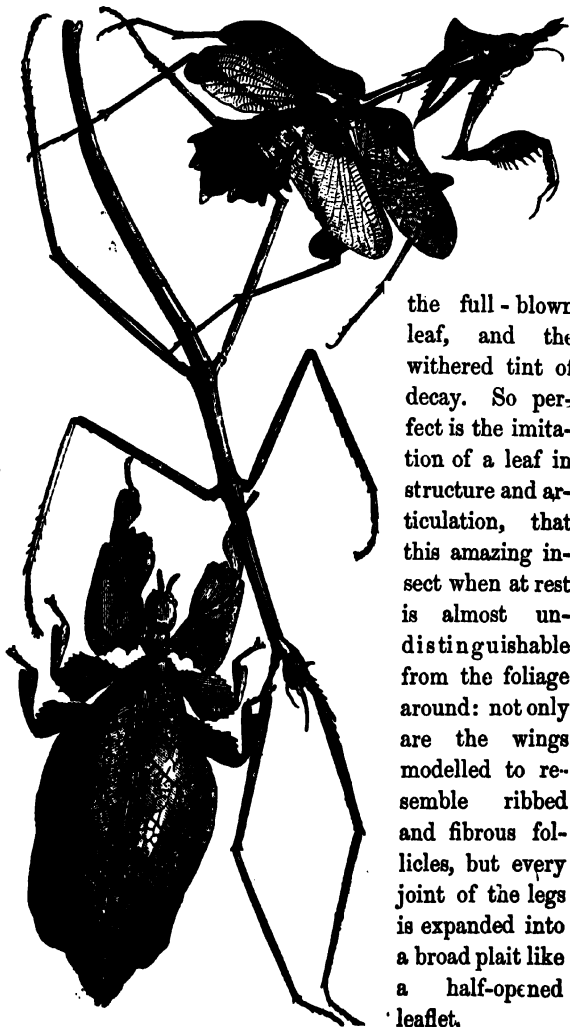 the full-blown
leaf, and the
withered tint of
decay. So per-
fect is the imita-
tion of a leaf in
structure and ar-
ticulation, that
this amazing in-
sect when at rest
is almost un-
distinguishable
from the foliage
around: not only
are the wings
modelled to re-
semble ribbed
and fibrous fol-
licles, but every
joint of the legs
is expanded into
a broad plait like
a half-opened
leaflet.